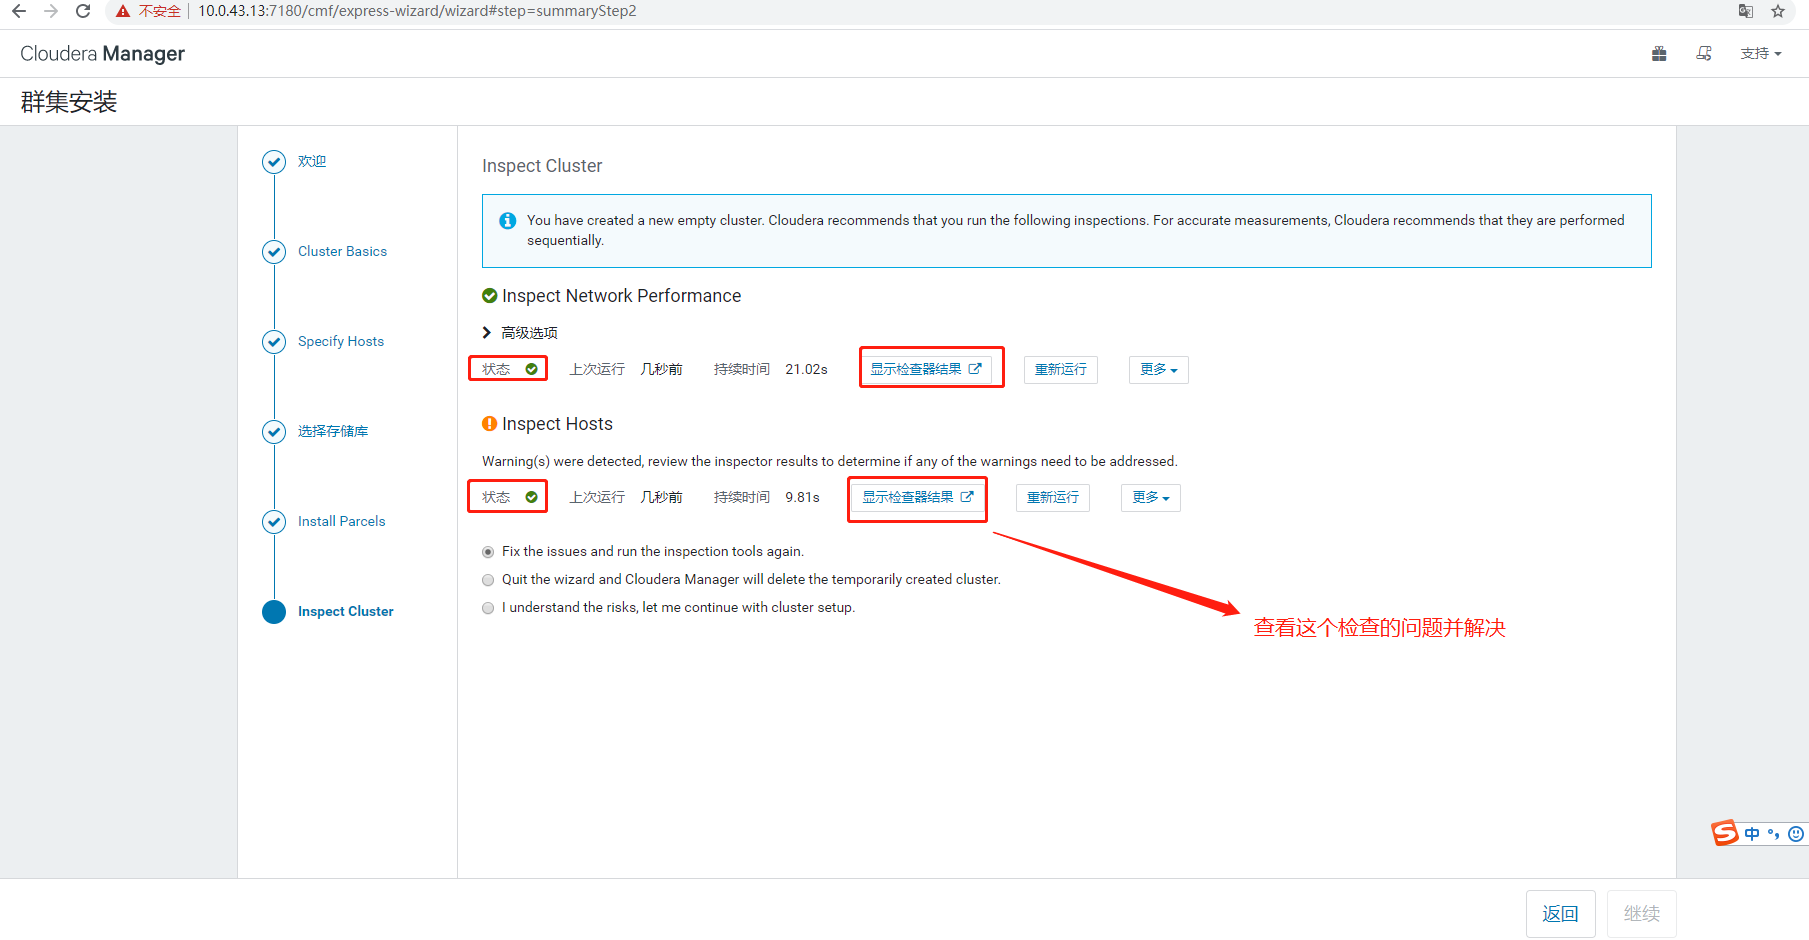 不安全 10.0.43.13:7180/cmf/express-wizard/wizard#step=summaryStep2
Cloudera Manager 支持
群集安装
欢迎
Cluster Basics
Specify Hosts
选择存储库
Install Parcels
Inspect Cluster
Inspect Cluster
You have created a new empty cluster. Cloudera recommends that you run the following inspections. For accurate measurements, Cloudera recommends that they are performed
sequentially.
Inspect Network Performance
高级选项
状态 上次运行 几秒前 持续时间 21.02s 显示检查器结果 重新运行 更多
Inspect Hosts
Warning(s) were detected, review the inspector results to determine if any of the warnings need to be addressed.
状态 上次运行 几秒前 持续时间 9.81s 显示检查器结果 重新运行 更多
Fix the issues and run the inspection tools again.
Quit the wizard and Cloudera Manager will delete the temporarily created cluster.
I understand the risks, let me continue with cluster setup.
查看这个检查的问题并解决
S 中 °,
返回 继续